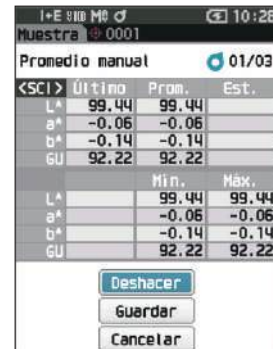 I+E MØ 10:28
Muestra 0001
Promedio manual 01/03
<SCI> Último Prom. Est.
L* 99.44 99.44
a* -0.06 -0.06
b* -0.14 -0.14
GU 92.22 92.22
Mín. Máx.
L* 99.44 99.44
a* -0.06 -0.06
b* -0.14 -0.14
GU 92.22 92.22
Deshacer
Guardar
Cancelar